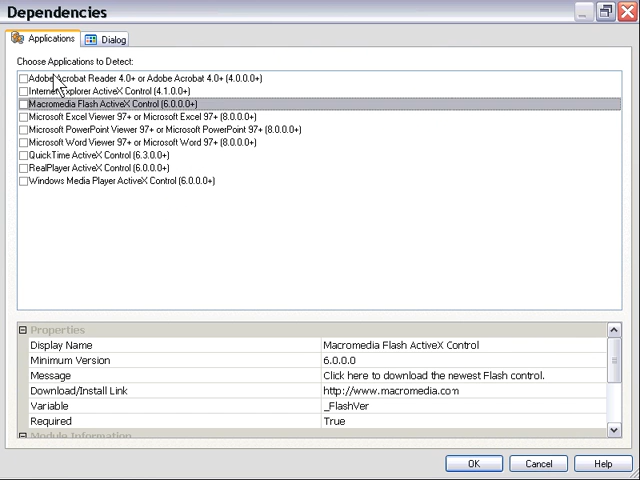 Dependencies
Applications
Dialog
Choose Applications to Detect:
Adobe Acrobat Reader 4.0+ or Adobe Acrobat 4.0+ (4.0.0.0+)
Internet Explorer ActiveX Control (4.1.0.0+)
Macromedia Flash ActiveX Control (6.0.0.0+)
Microsoft Excel Viewer 97+ or Microsoft Excel 97+ (8.0.0.0+)
Microsoft PowerPoint Viewer 97+ or Microsoft PowerPoint 97+ (8.0.0.0+)
Microsoft Word Viewer 97+ or Microsoft Word 97+ (8.0.0.0+)
QuickTime ActiveX Control (6.3.0.0+)
RealPlayer ActiveX Control (6.0.0.0+)
Windows Media Player ActiveX Control (6.0.0.0+)
Properties
Display Name Macromedia Flash ActiveX Control
Minimum Version 6.0.0.0
Message Click here to download the newest Flash control.
Download/Install Link http://www.macromedia.com
Variable _FlashVer
Required True
Module Information
OK Cancel Help